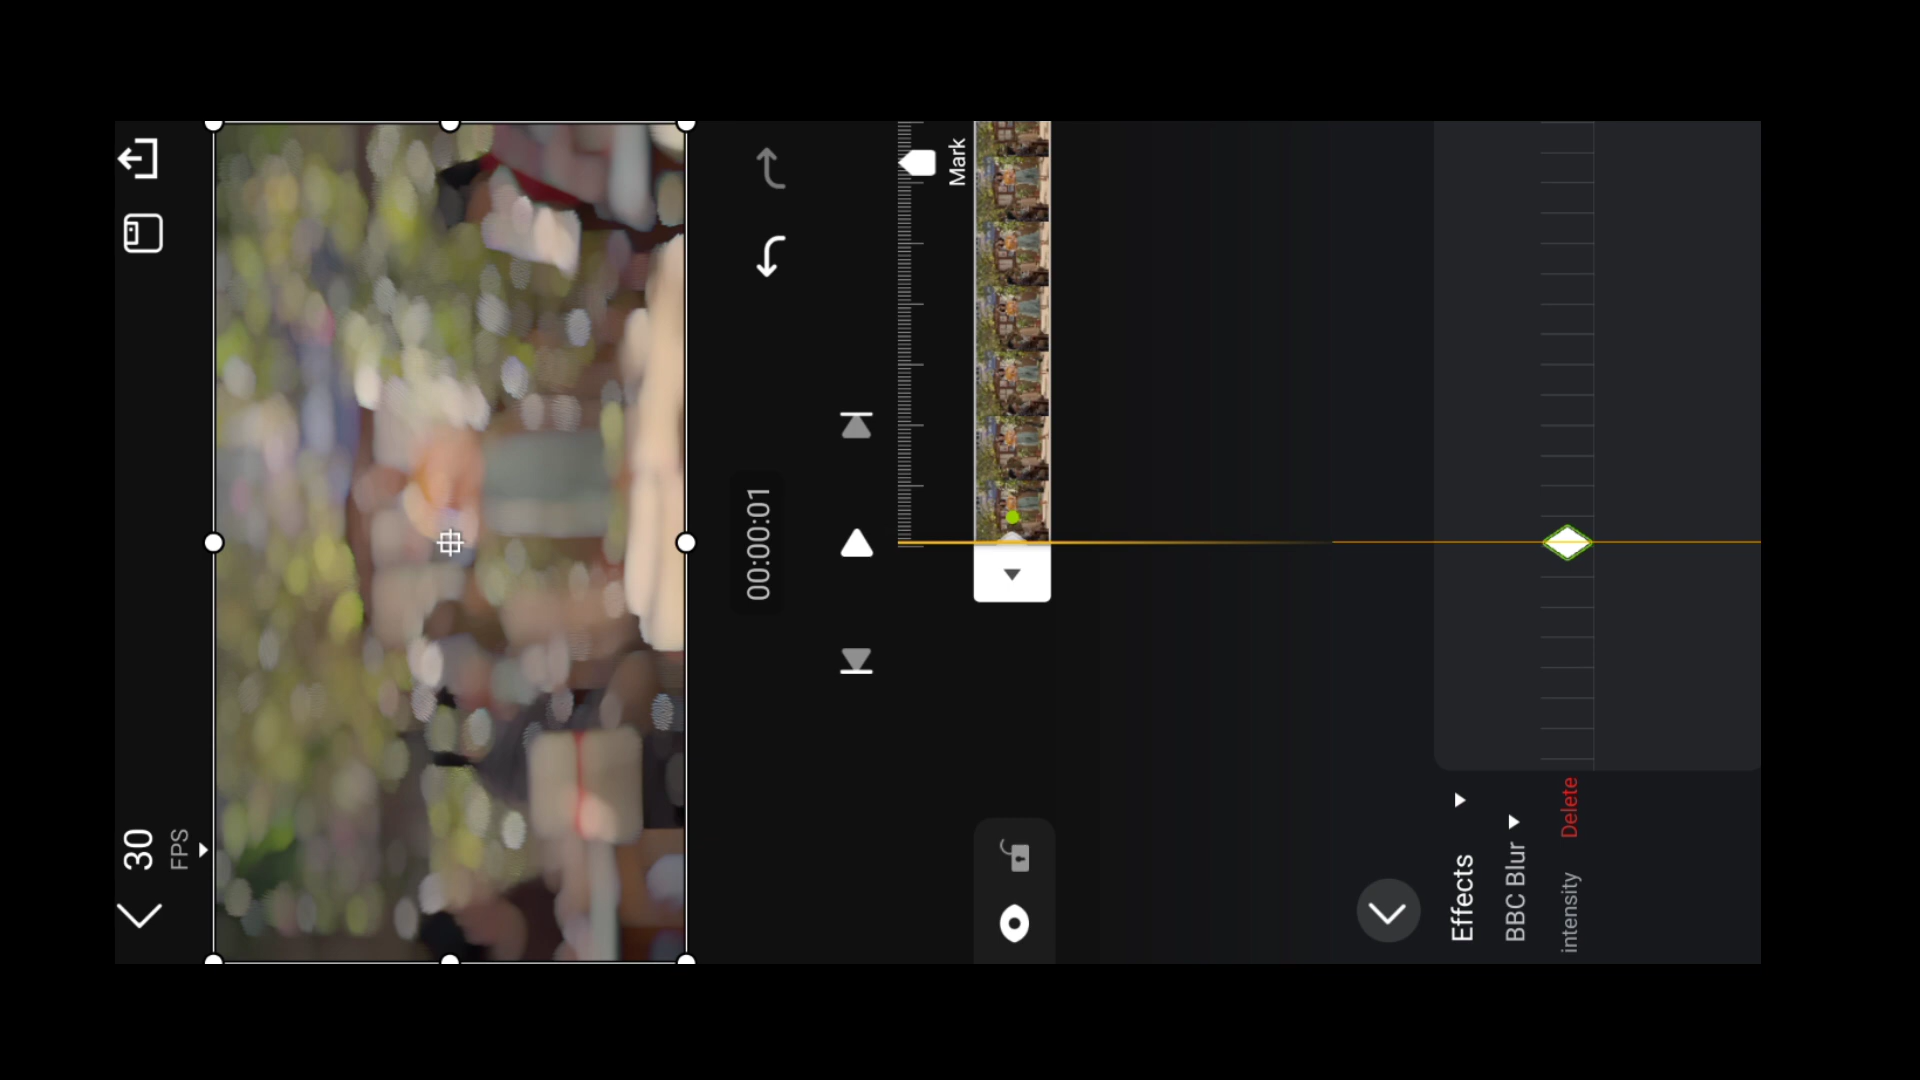 30
FPS
00:00:01
Mark
Effects
BBC Blur
intensity Delete